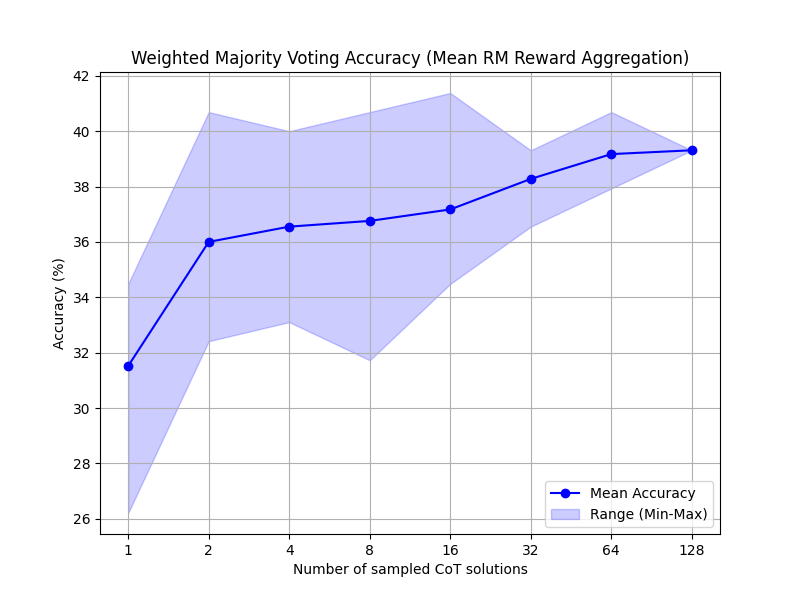 Weighted Majority Voting Accuracy (Mean RM Reward Aggregation)
Accuracy (%)
42
40
38
36
34
32
30
28
26
Mean Accuracy
Range (Min-Max)
1 2 4 8 16 32 64 128
Number of sampled CoT solutions